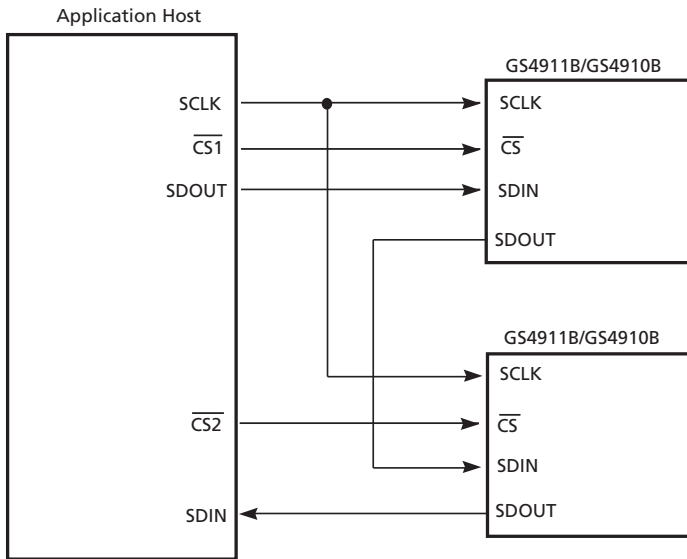 Application Host
SCLK
CS1
SDOUT
CS2
SDIN
GS4911B/GS4910B
SCLK
CS
SDIN
SDOUT
GS4911B/GS4910B
SCLK
CS
SDIN
SDOUT